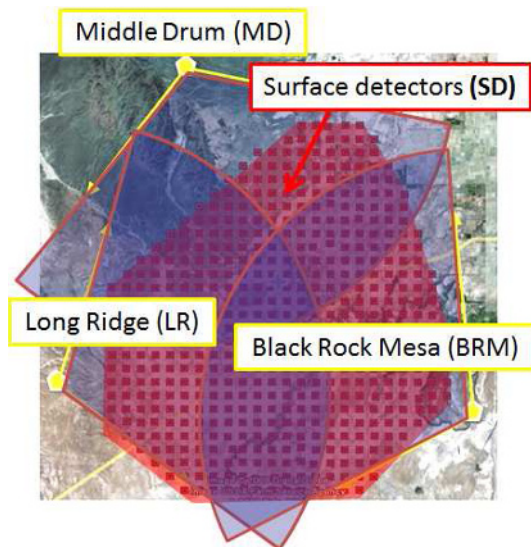 Middle Drum (MD)
Surface detectors (SD)
Long Ridge (LR)
Black Rock Mesa (BRM)